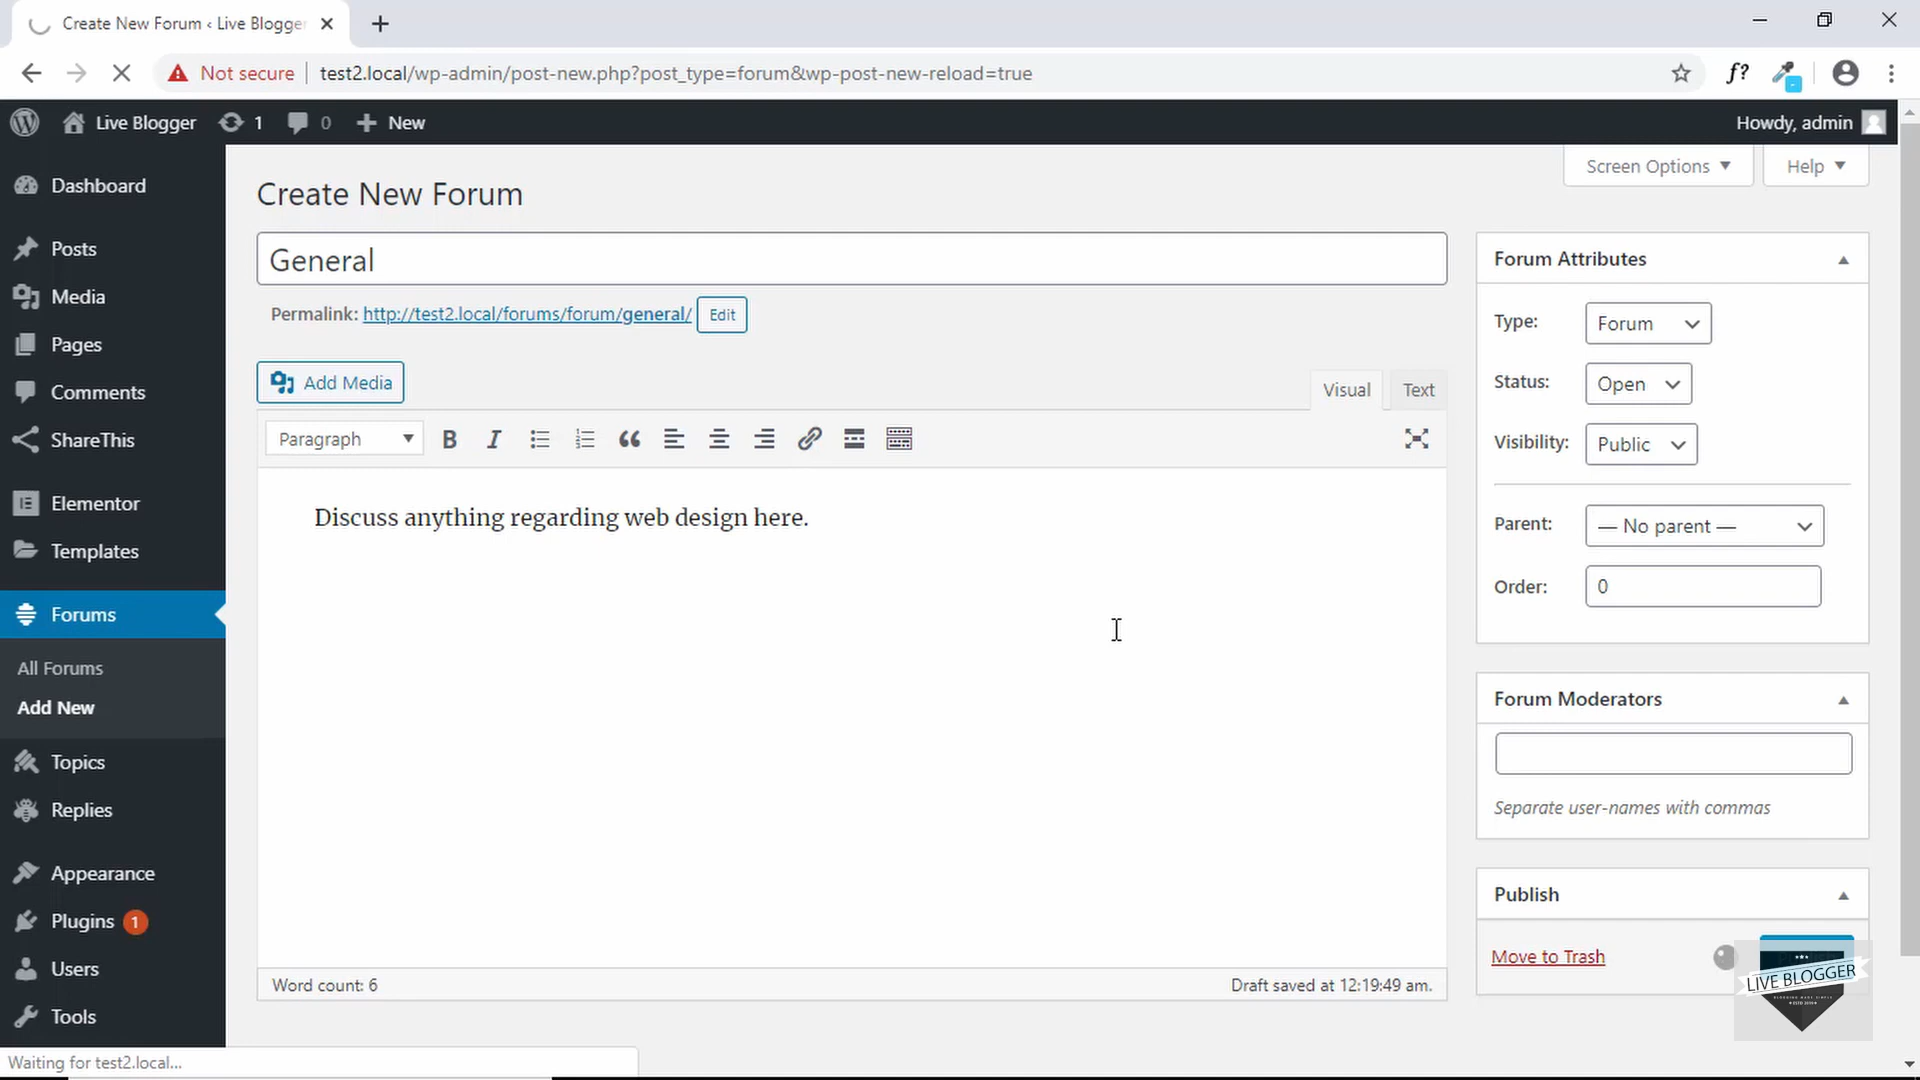 Create New Forum ‹ Live Blogger
Not secure
test2.local/wp-admin/post-new.php?post_type=forum&wp-post-new-reload=true
f?
Live Blogger
1
0
New
Howdy, admin
Screen Options
Help
Dashboard
Posts
Media
Pages
Comments
ShareThis
Elementor
Templates
Forums
All Forums
Add New
Topics
Replies
Appearance
Plugins 1
Users
Tools
Create New Forum
General
Permalink: http://test2.local/forums/forum/general/ Edit
Add Media
Visual Text
Paragraph
Discuss anything regarding web design here.
Word count: 6
Draft saved at 12:19:49 am.
Forum Attributes
Type: Forum
Status: Open
Visibility: Public
Parent: — No parent —
Order: 0
Forum Moderators
Separate user-names with commas
Publish
Move to Trash
LIVE BLOGGER
Waiting for test2.local...